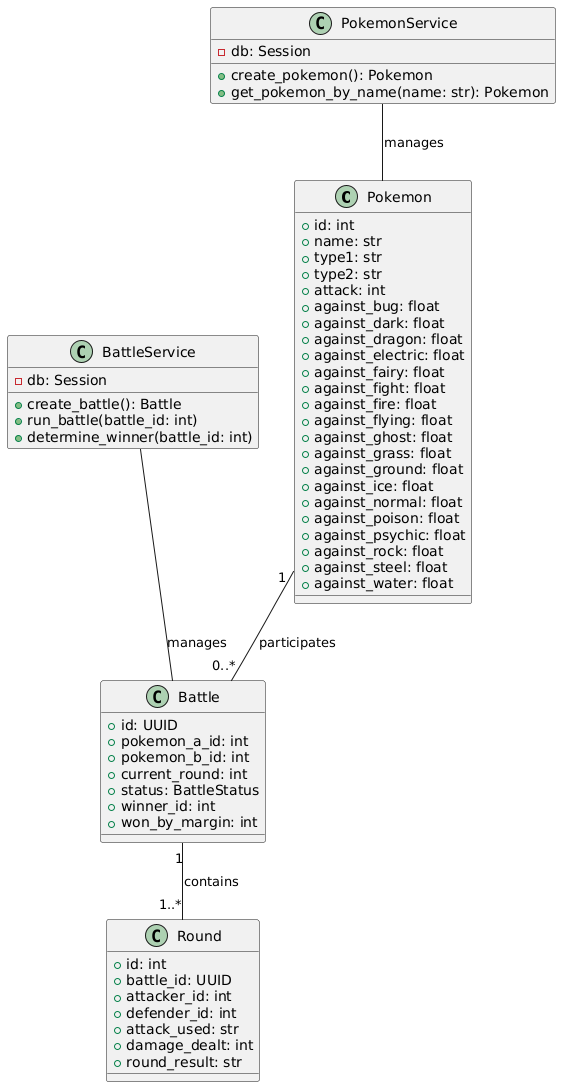 C PokemonService
db: Session
create_pokemon(): Pokemon
get_pokemon_by_name(name: str): Pokemon
manages
C Pokemon
id: int
name: str
type1: str
type2: str
attack: int
against_bug: float
against_dark: float
against_dragon: float
against_electric: float
against_fairy: float
against_fight: float
against_fire: float
against_flying: float
against_ghost: float
against_grass: float
against_ground: float
against_ice: float
against_normal: float
against_poison: float
against_psychic: float
against_rock: float
against_steel: float
against_water: float
C BattleService
db: Session
create_battle(): Battle
run_battle(battle_id: int)
determine_winner(battle_id: int)
1
manages
participates
0..*
C Battle
id: UUID
pokemon_a_id: int
pokemon_b_id: int
current_round: int
status: BattleStatus
winner_id: int
won_by_margin: int
1
contains
1..*
C Round
id: int
battle_id: UUID
attacker_id: int
defender_id: int
attack_used: str
damage_dealt: int
round_result: str